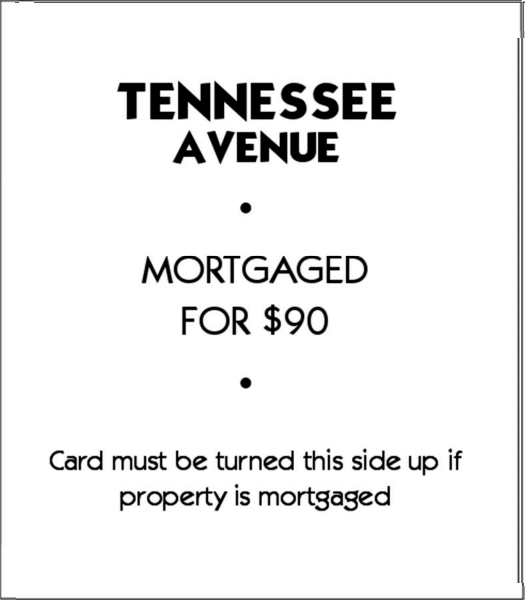 TENNESSEE
AVENUE
•
MORTGAGED
FOR $90
•
Card must be turned this side up if
property is mortgaged